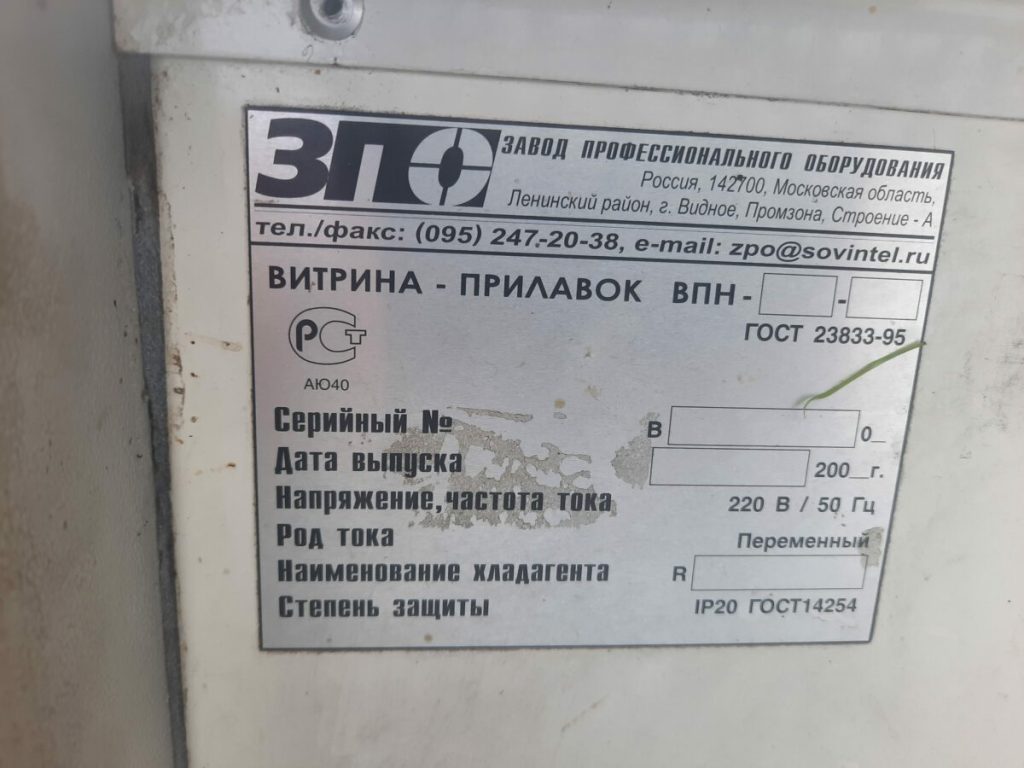 ЗПО
ЗАВОД ПРОФЕССИОНАЛЬНОГО ОБОРУДОВАНИЯ
Россия, 142700, Московская область,
Ленинский район, г. Видное, Промзона, Строение - А
тел./факс: (095) 247-20-38, e-mail: zpo@sovintel.ru
ВИТРИНА - ПРИЛАВОК ВПН - -
ГОСТ 23833-95
РСТ
АЮ40
Серийный № В 0_
Дата выпуска 200__г.
Напряжение, частота тока 220 В / 50 Гц
Род тока Переменный
Наименование хладагента R
Степень защиты IP20 ГОСТ14254